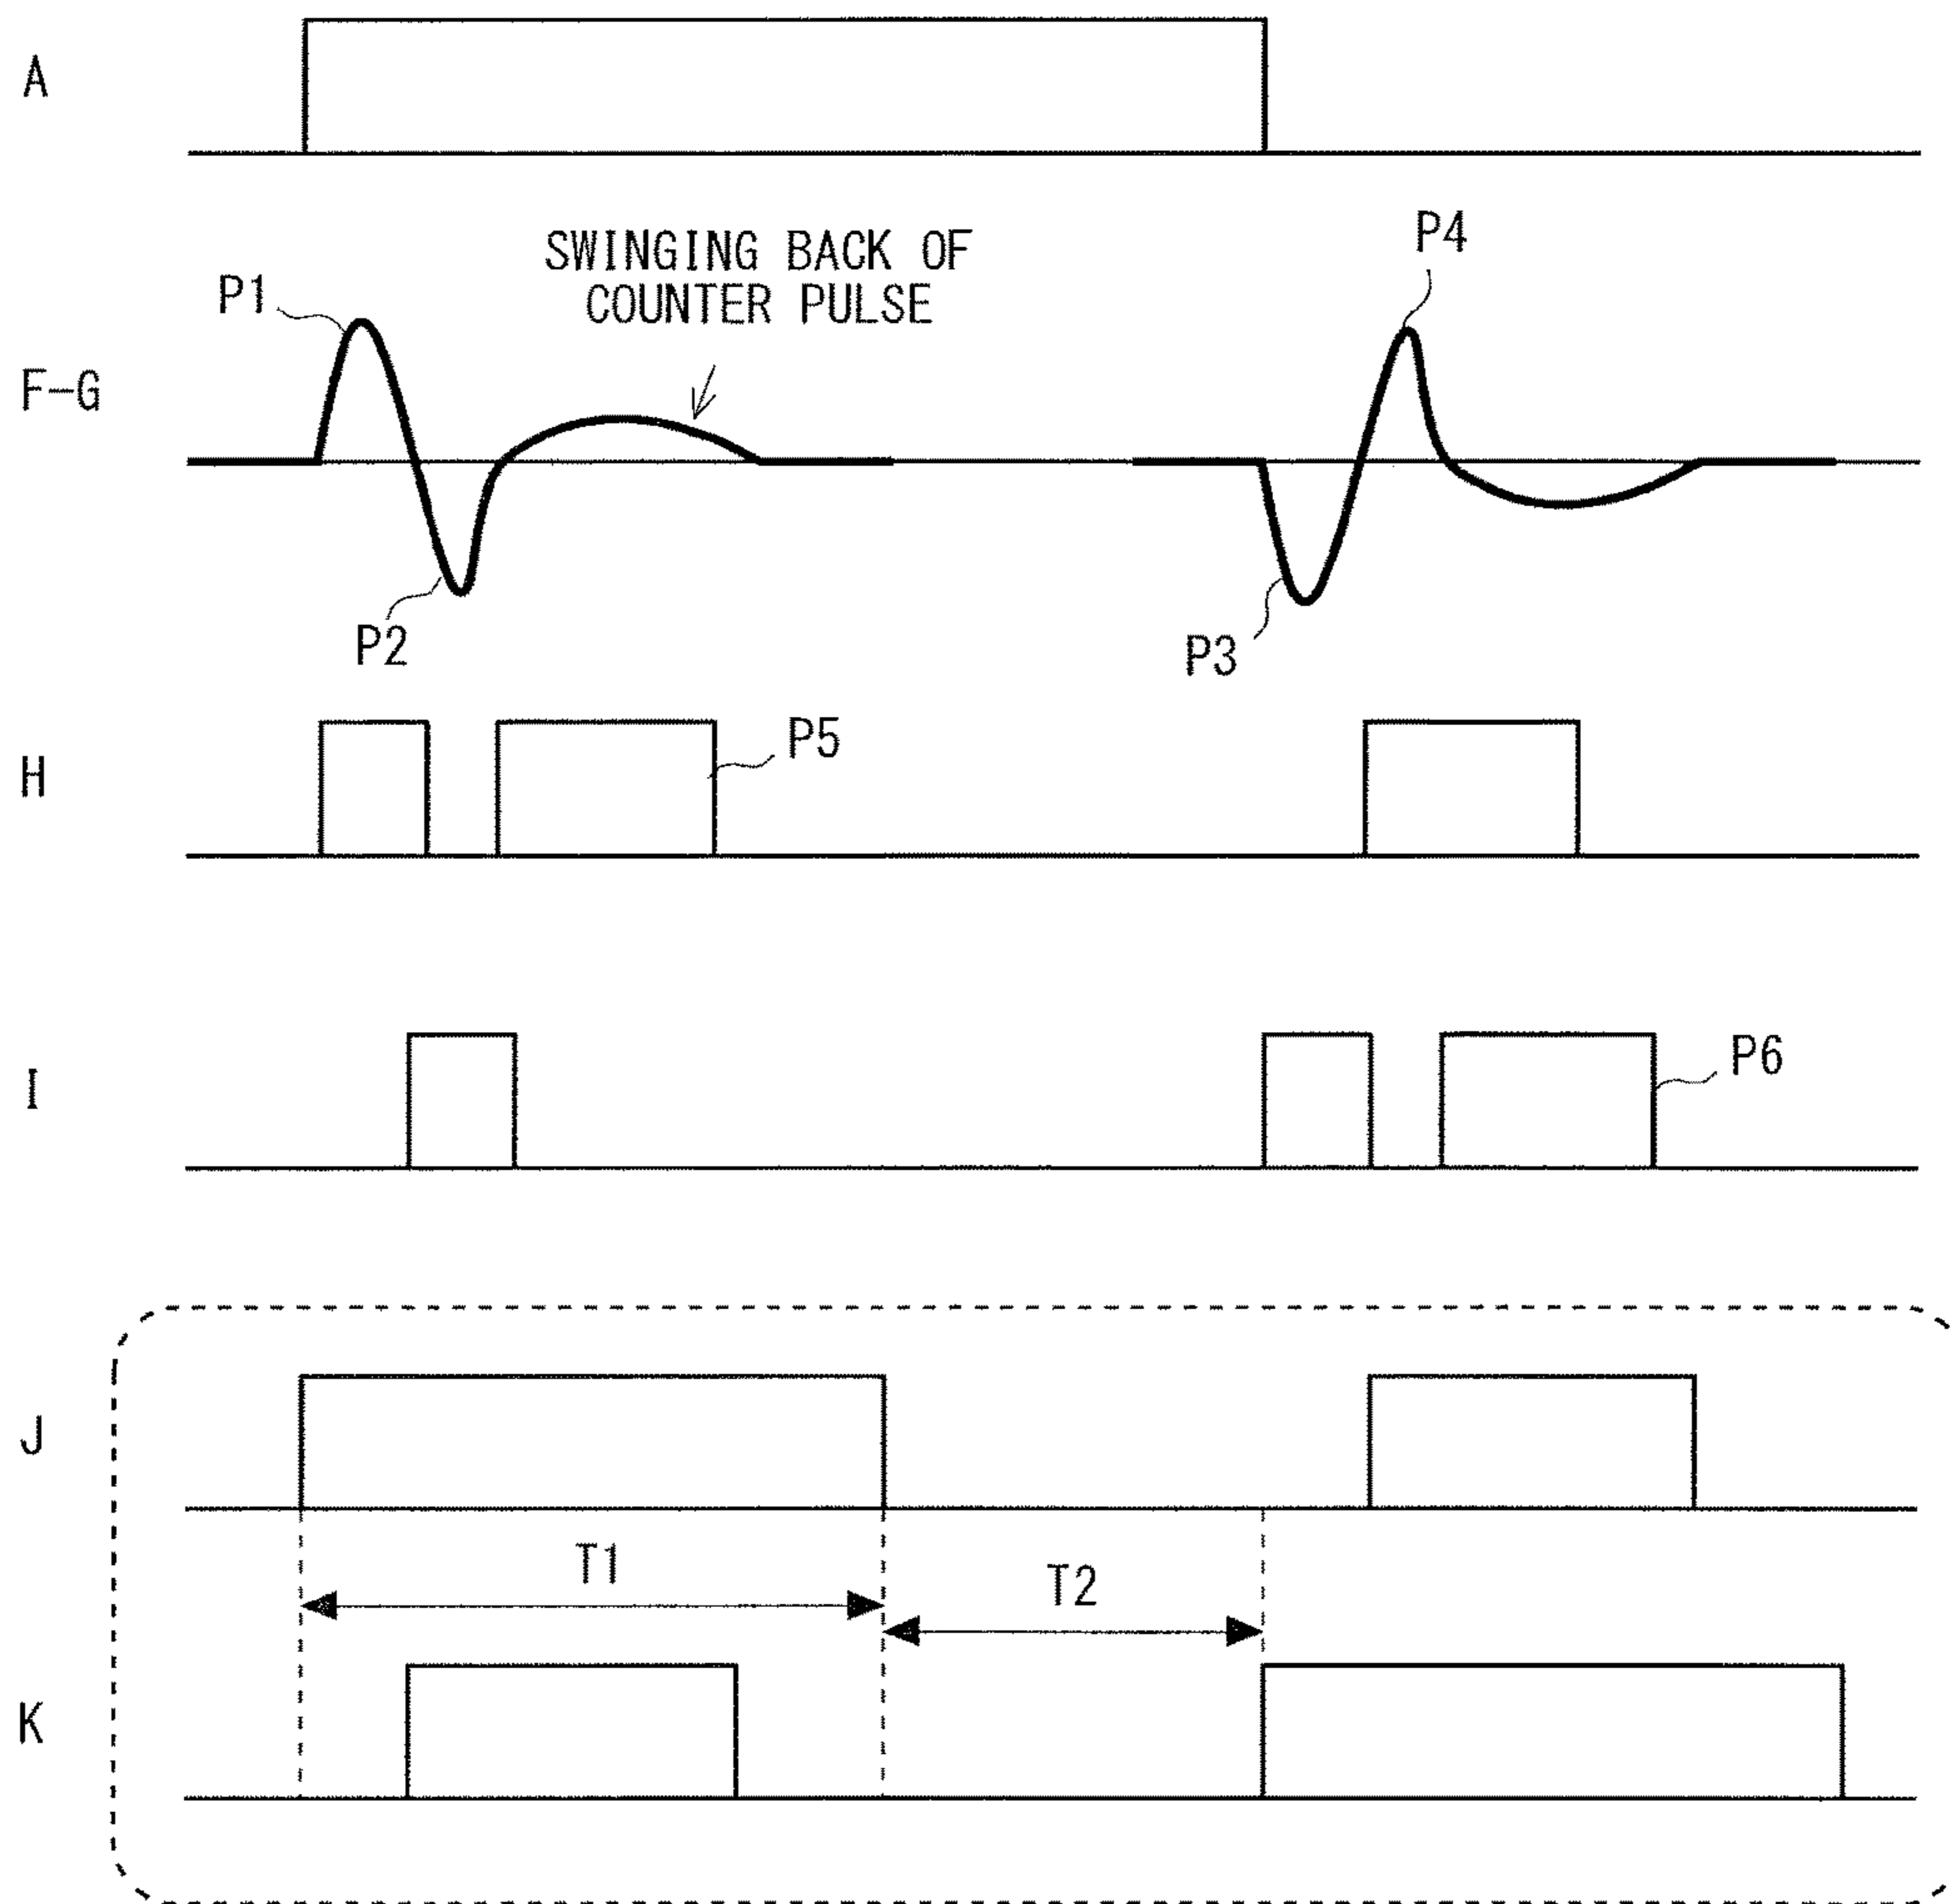 A
SWINGING BACK OF
COUNTER PULSE
P1
P4
F-G
P2
P3
H
P5
I
P6
J
T1
T2
K